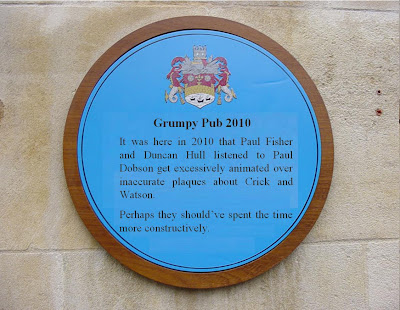 Grumpy Pub 2010
It was here in 2010 that Paul Fisher
and Duncan Hull listened to Paul
Dobson get excessively animated over
inaccurate plaques about Crick and
Watson.
Perhaps they should've spent the time
more constructively.